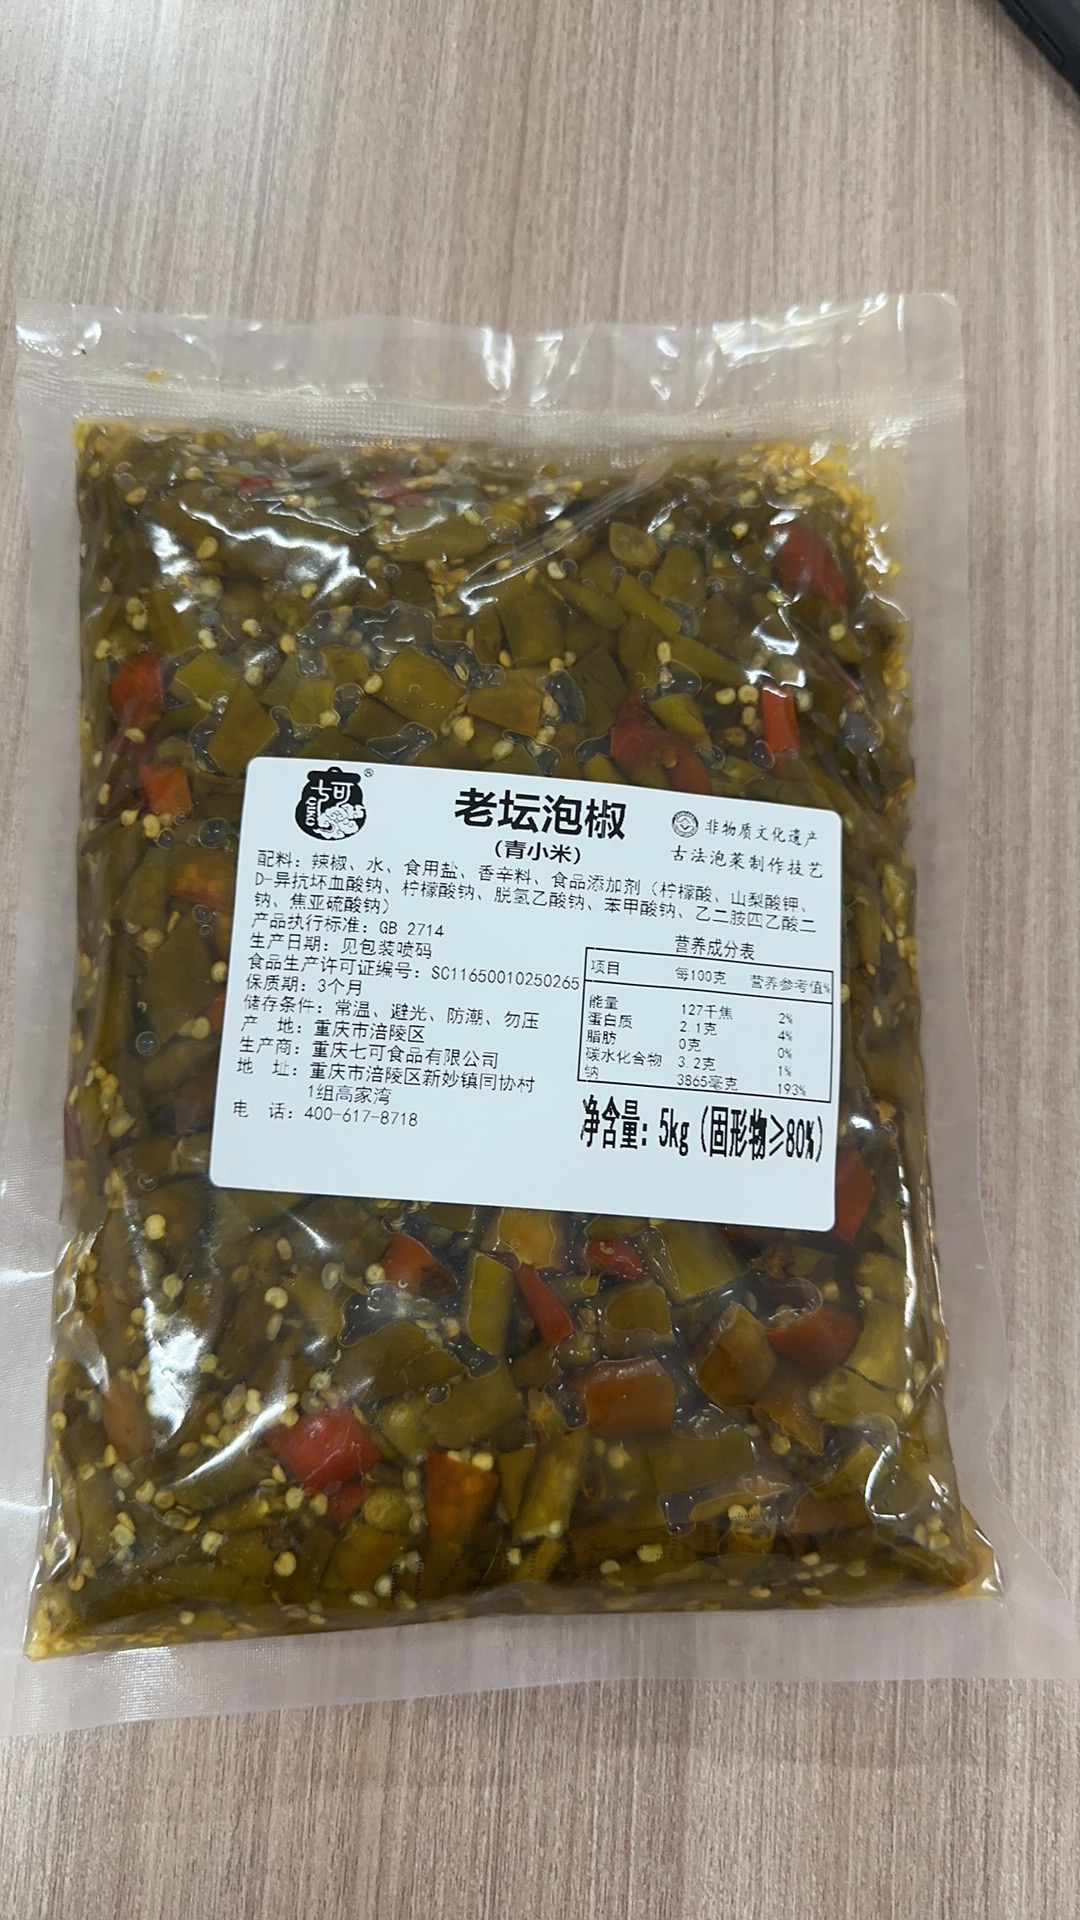 七可
QIKO
®
老坛泡椒
(青小米)
非物质文化遗产
古法泡菜制作技艺
配料：辣椒、水、食用盐、香辛料、食品添加剂（柠檬酸、山梨酸钾、
D-异抗坏血酸钠、柠檬酸钠、脱氢乙酸钠、苯甲酸钠、乙二胺四乙酸二
钠、焦亚硫酸钠）
产品执行标准：GB 2714
生产日期：见包装喷码
食品生产许可证编号：SC11650010250265
保质期：3个月
储存条件：常温、避光、防潮、勿压
产 地：重庆市涪陵区
生产商：重庆七可食品有限公司
地 址：重庆市涪陵区新妙镇同协村
1组高家湾
电 话：400-617-8718
营养成分表
项目 每100克 营养参考值%
能量 127千焦 2%
蛋白质 2.1克 4%
脂肪 0克 0%
碳水化合物 3.2克 1%
钠 3865毫克 193%
净含量：5kg（固形物≥80%）